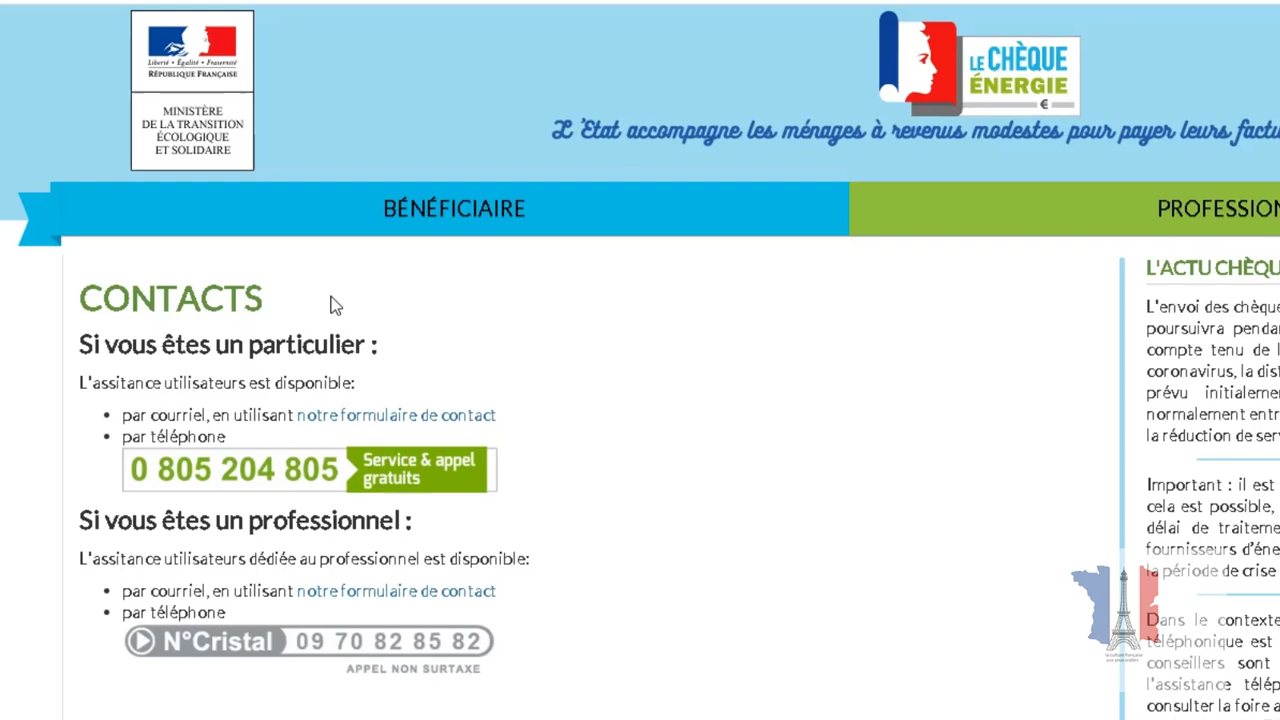 Liberté • Égalité • Fraternité
RÉPUBLIQUE FRANÇAISE
MINISTÈRE
DE LA TRANSITION
ÉCOLOGIQUE
ET SOLIDAIRE
LE CHÈQUE
ÉNERGIE
€
L'Etat accompagne les ménages à revenus modestes pour payer leurs factu
BÉNÉFICIAIRE
PROFESSION
CONTACTS
Si vous êtes un particulier :
L'assitance utilisateurs est disponible:
• par courriel, en utilisant notre formulaire de contact
• par téléphone
0 805 204 805 Service & appel
gratuits
Si vous êtes un professionnel :
L'assitance utilisateurs dédiée au professionnel est disponible:
• par courriel, en utilisant notre formulaire de contact
• par téléphone
N°Cristal 09 70 82 85 82
APPEL NON SURTAXE
L'ACTU CHÈQU
L'envoi des chèque
poursuivra penda
compte tenu de l
coronavirus, la dist
prévu initialeme
normalement entr
la réduction de serv
Important : il est
cela est possible,
délai de traiteme
fournisseurs d'éne
la période de crise
Dans le contexte
téléphonique est
conseillers sont
l'assistance télép
consulter la foire a
la culture française